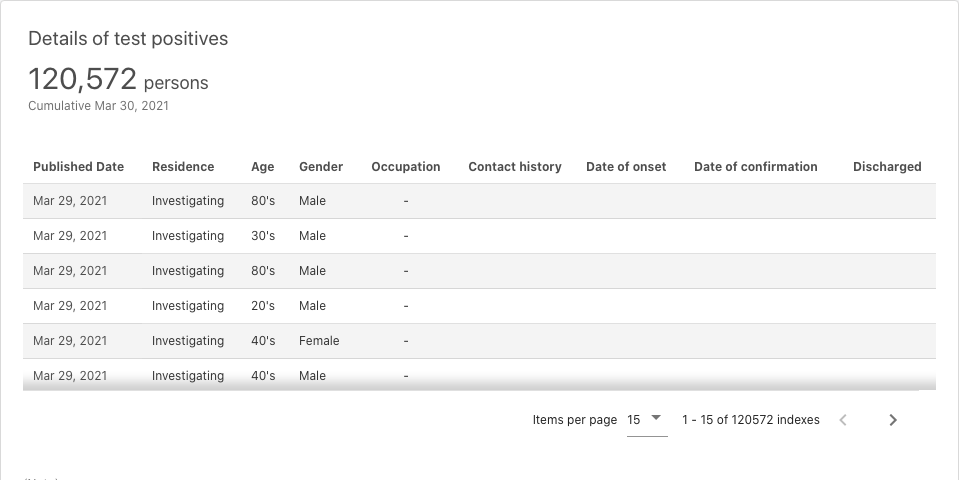 Details of test positives
120,572 persons
Cumulative Mar 30, 2021
Published Date Residence Age Gender Occupation Contact history Date of onset Date of confirmation Discharged
Mar 29, 2021 Investigating 80's Male -
Mar 29, 2021 Investigating 30's Male -
Mar 29, 2021 Investigating 80's Male -
Mar 29, 2021 Investigating 20's Male -
Mar 29, 2021 Investigating 40's Female -
Mar 29, 2021 Investigating 40's Male -
Items per page 15 1 - 15 of 120572 indexes